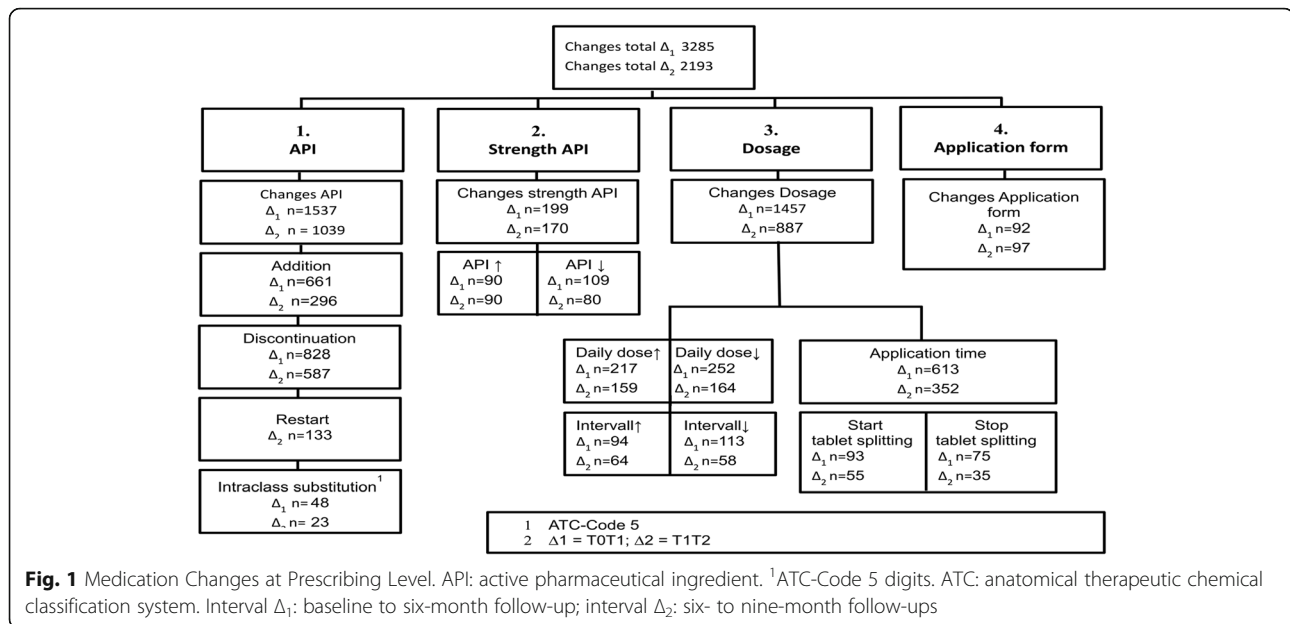 Changes total Δ₁ 3285
Changes total Δ₂ 2193
1.
API
Changes API
Δ₁ n=1537
Δ₂ n = 1039
Addition
Δ₁ n=661
Δ₂ n=296
Discontinuation
Δ₁ n=828
Δ₂ n=587
Restart
Δ₂ n=133
Intraclass substitution¹
Δ₁ n= 48
Δ₂ n= 23
2.
Strength API
Changes strength API
Δ₁ n=199
Δ₂ n=170
API ↑
Δ₁ n=90
Δ₂ n=90
API ↓
Δ₁ n=109
Δ₂ n=80
3.
Dosage
Changes Dosage
Δ₁ n=1457
Δ₂ n=887
Daily dose↑
Δ₁ n=217
Δ₂ n=159
Daily dose↓
Δ₁ n=252
Δ₂ n=164
Intervall↑
Δ₁ n=94
Δ₂ n=64
Intervall↓
Δ₁ n=113
Δ₂ n=58
Application time
Δ₁ n=613
Δ₂ n=352
Start
tablet splitting
Δ₁ n=93
Δ₂ n=55
Stop
tablet splitting
Δ₁ n=75
Δ₂ n=35
4.
Application form
Changes Application
form
Δ₁ n=92
Δ₂ n=97
1 ATC-Code 5
2 Δ1 = T0T1; Δ2 = T1T2
Fig. 1 Medication Changes at Prescribing Level. API: active pharmaceutical ingredient. ¹ATC-Code 5 digits. ATC: anatomical therapeutic chemical
classification system. Interval Δ₁: baseline to six-month follow-up; interval Δ₂: six- to nine-month follow-ups